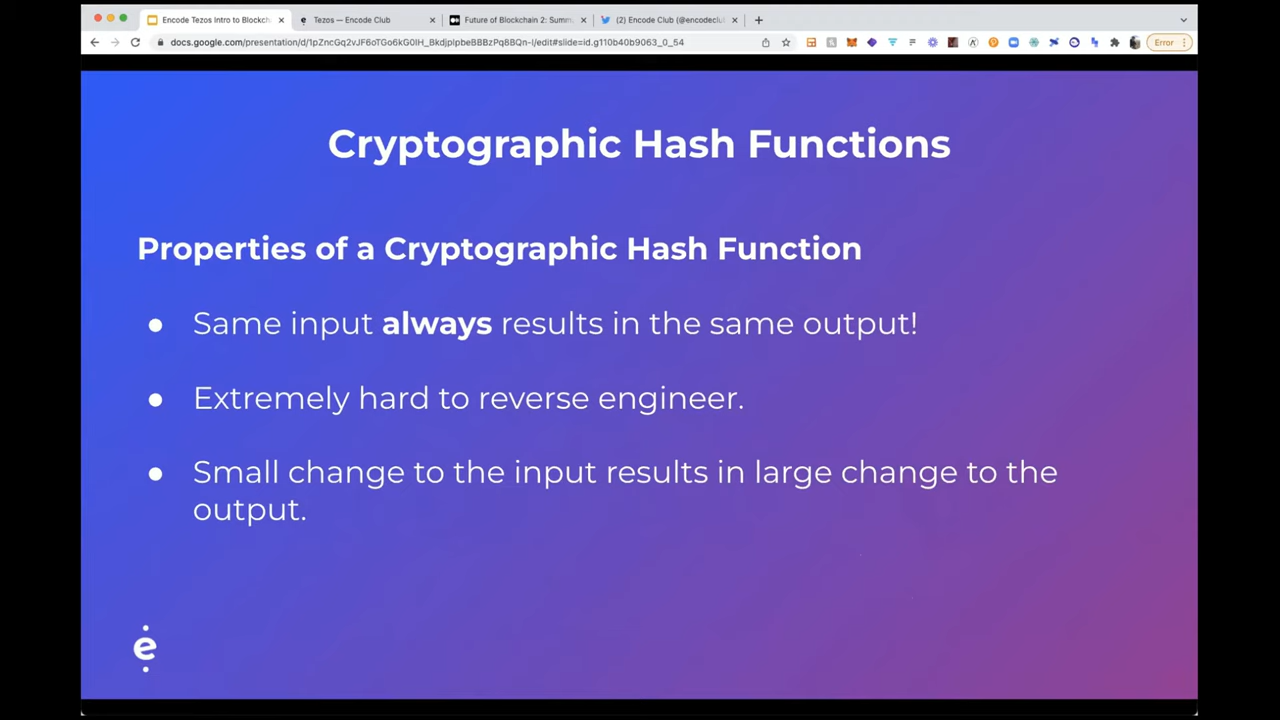 Encode Tezos Intro to Blockch
Tezos — Encode Club
Future of Blockchain 2: Summ
(2) Encode Club (@encodeclu
docs.google.com/presentation/d/1pZncGq2vJF6oTGo6kG0IH_BkdjpIpbeBBBzPq8BQn-I/edit#slide=id.g110b40b9063_0_54
Error
Cryptographic Hash Functions
Properties of a Cryptographic Hash Function
● Same input always results in the same output!
● Extremely hard to reverse engineer.
● Small change to the input results in large change to the
output.
e